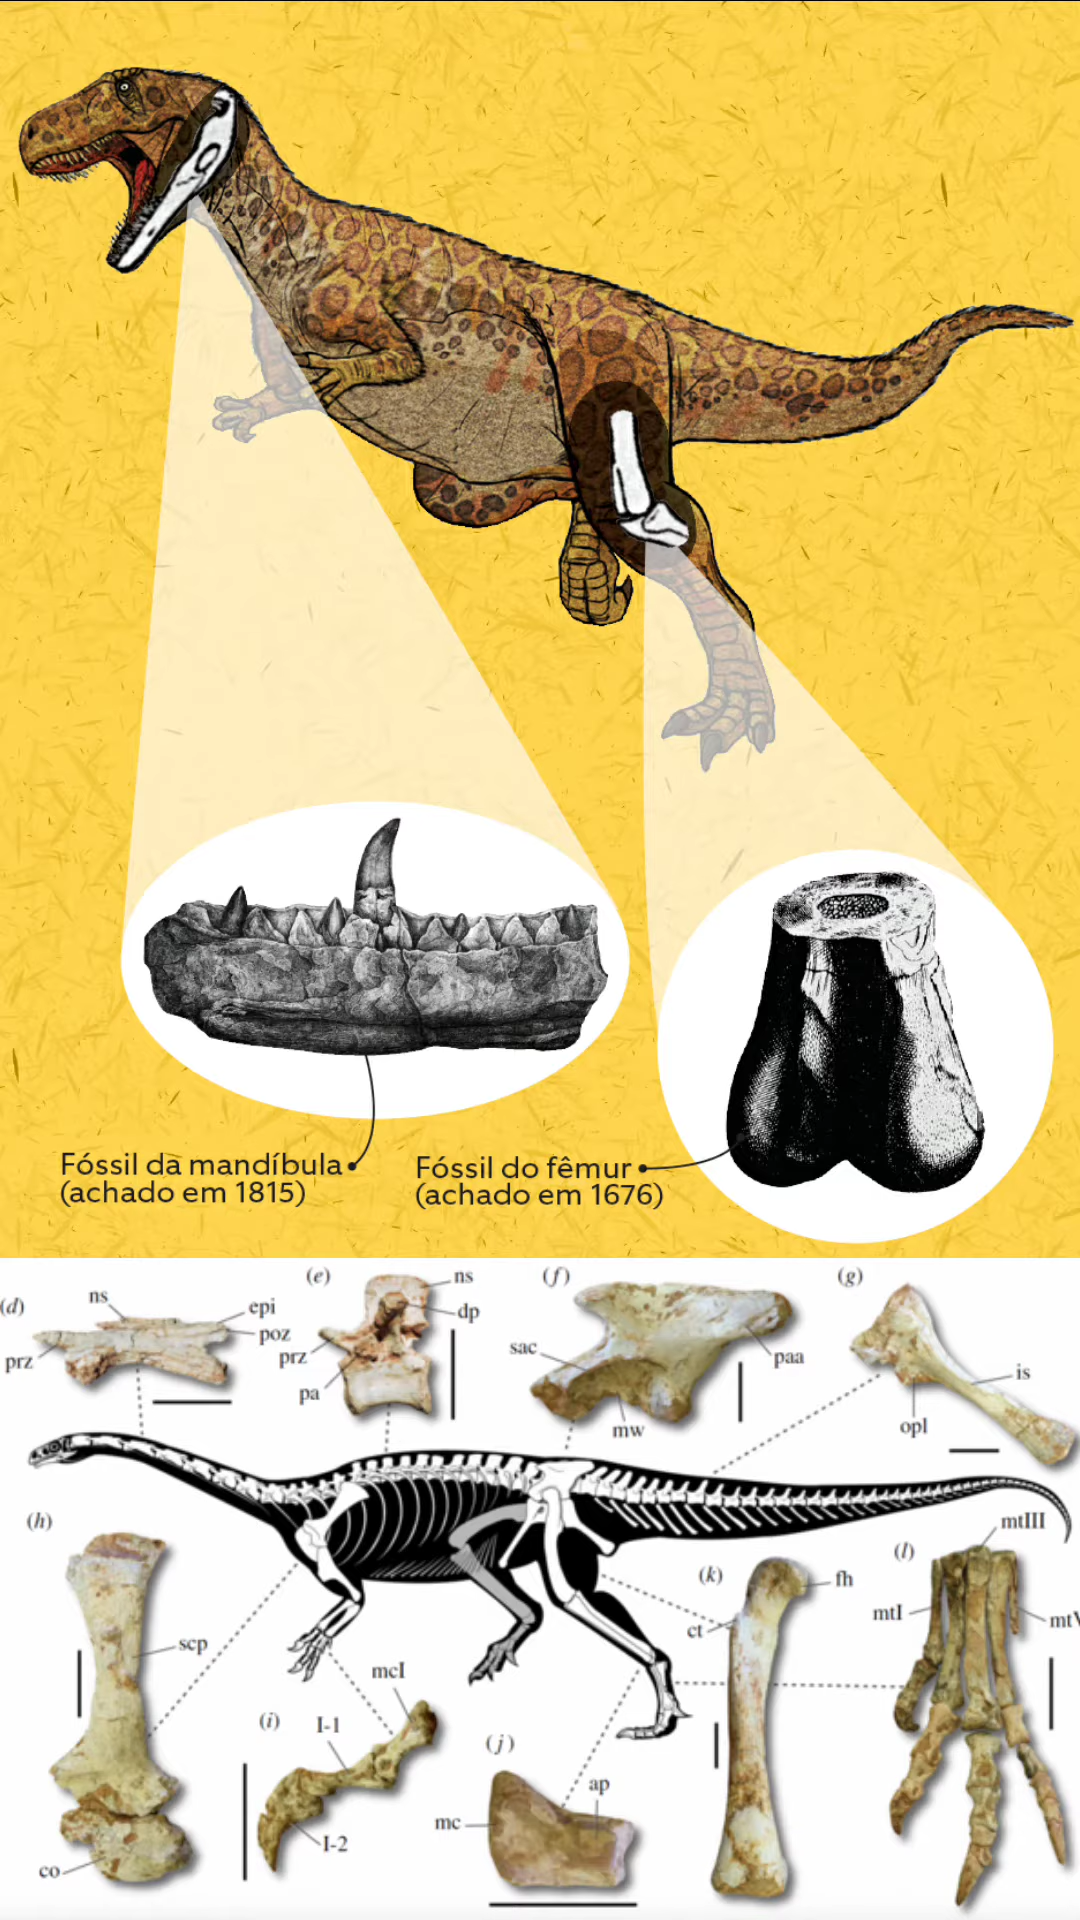 Fóssil da mandíbula
(achado em 1815)
Fóssil do fêmur
(achado em 1676)
(d)
ns
epi
poz
prz
(e)
ns
dp
prz
pa
(f)
sac
paa
mw
(g)
is
opl
(h)
scp
co
(i)
mcI
I-1
I-2
(j)
ap
mc
(k)
fh
ct
(l)
mtIII
mtI
mtV